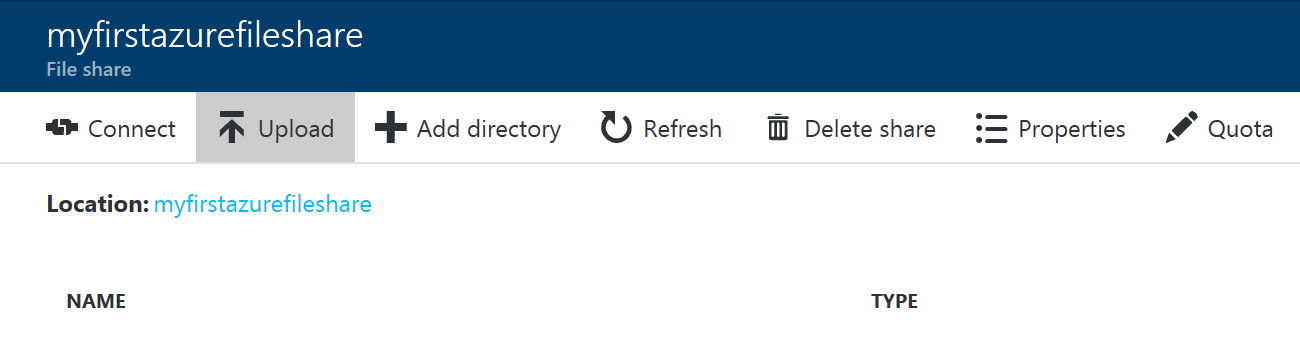 myfirstazurefileshare
File share
Connect Upload Add directory Refresh Delete share Properties Quota
Location: myfirstazurefileshare
NAME TYPE